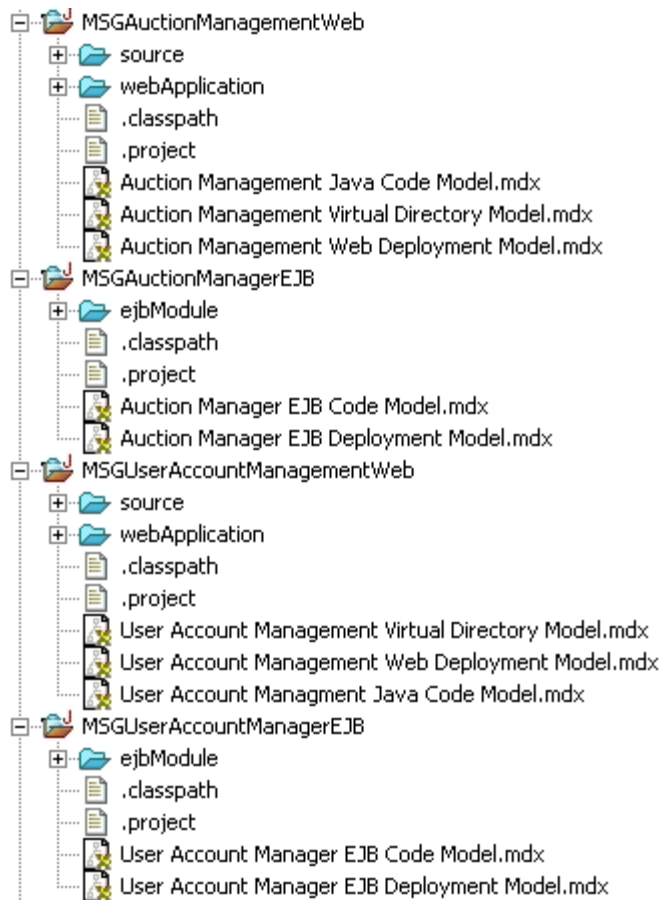 MSGAuctionManagementWeb
source
webApplication
.classpath
.project
Auction Management Java Code Model.mdx
Auction Management Virtual Directory Model.mdx
Auction Management Web Deployment Model.mdx
MSGAuctionManagerEJB
ejbModule
.classpath
.project
Auction Manager EJB Code Model.mdx
Auction Manager EJB Deployment Model.mdx
MSGUserAccountManagementWeb
source
webApplication
.classpath
.project
User Account Management Virtual Directory Model.mdx
User Account Management Web Deployment Model.mdx
User Account Managment Java Code Model.mdx
MSGUserAccountManagerEJB
ejbModule
.classpath
.project
User Account Manager EJB Code Model.mdx
User Account Manager EJB Deployment Model.mdx